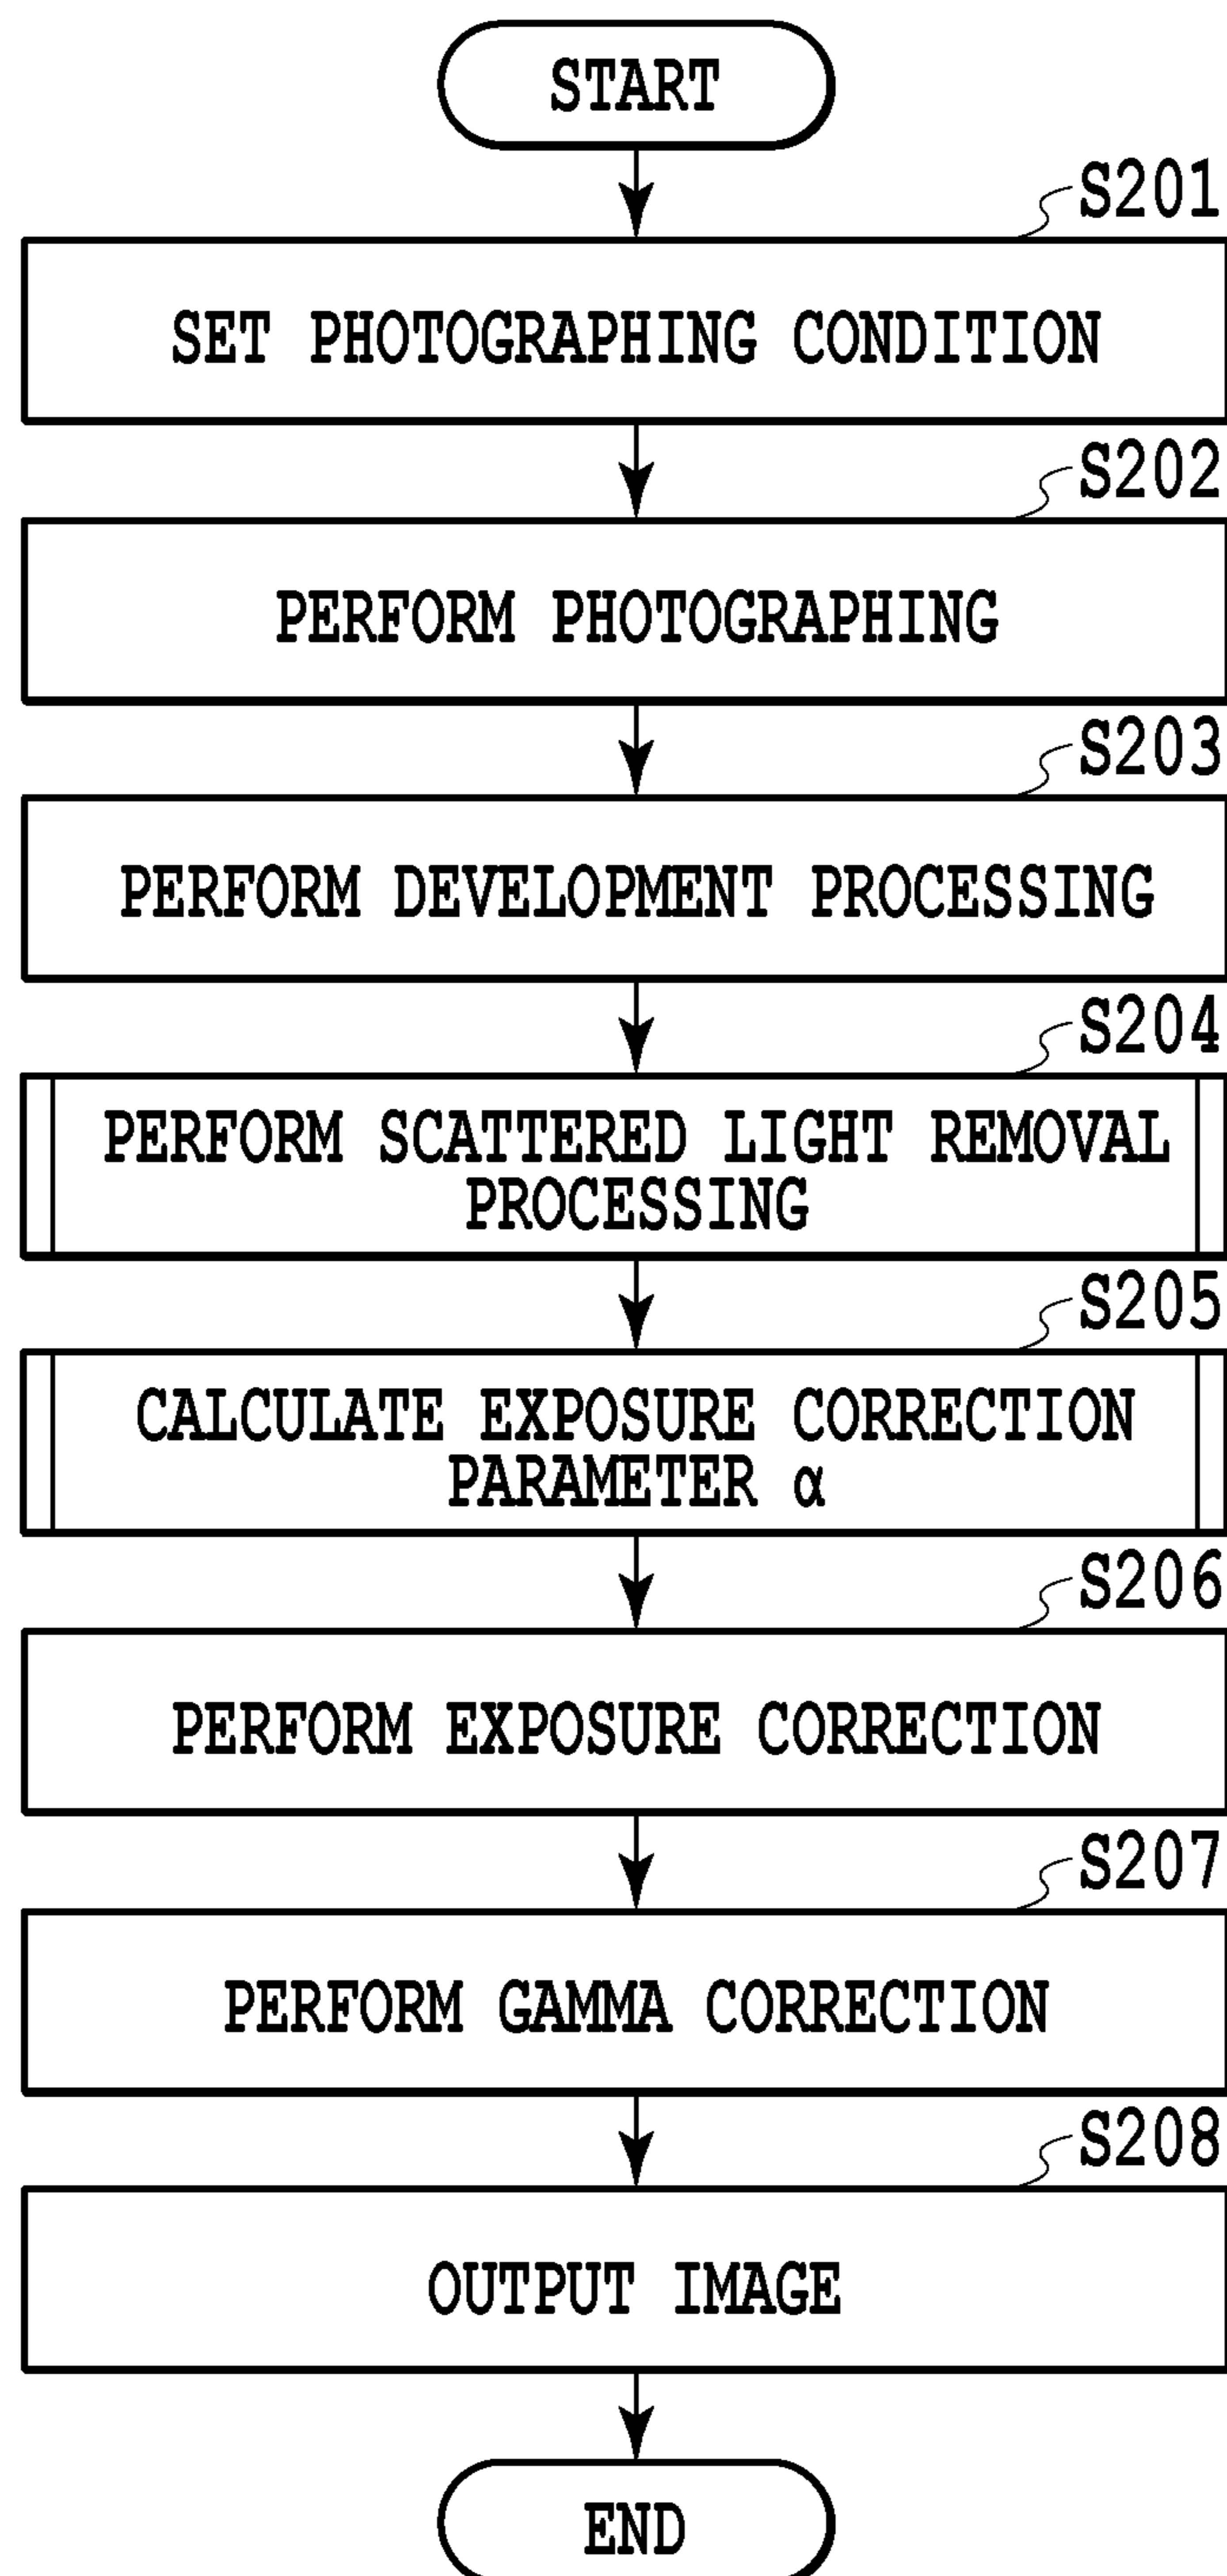 START
S201
SET PHOTOGRAPHING CONDITION
S202
PERFORM PHOTOGRAPHING
S203
PERFORM DEVELOPMENT PROCESSING
S204
PERFORM SCATTERED LIGHT REMOVAL
PROCESSING
S205
CALCULATE EXPOSURE CORRECTION
PARAMETER α
S206
PERFORM EXPOSURE CORRECTION
S207
PERFORM GAMMA CORRECTION
S208
OUTPUT IMAGE
END